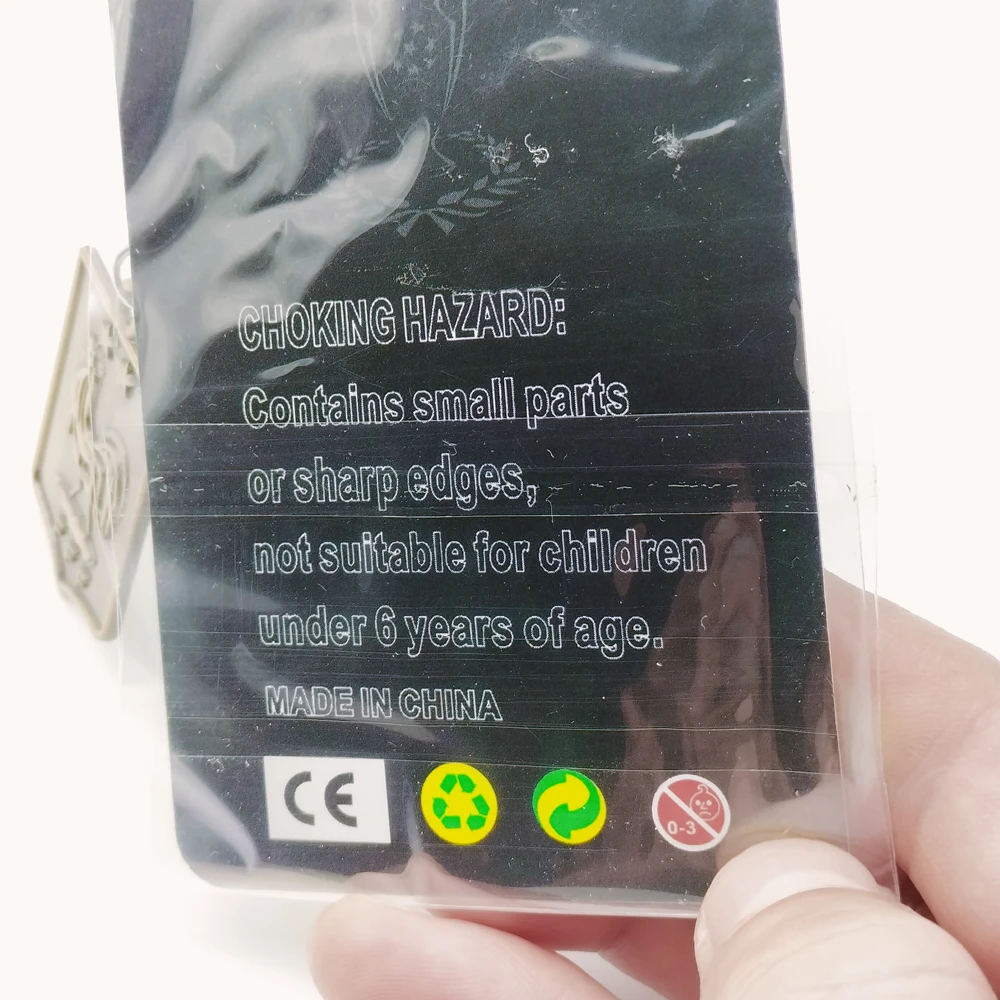 CHOKING HAZARD:
Contains small parts
or sharp edges,
not suitable for children
under 6 years of age.
MADE IN CHINA
CE
0-3